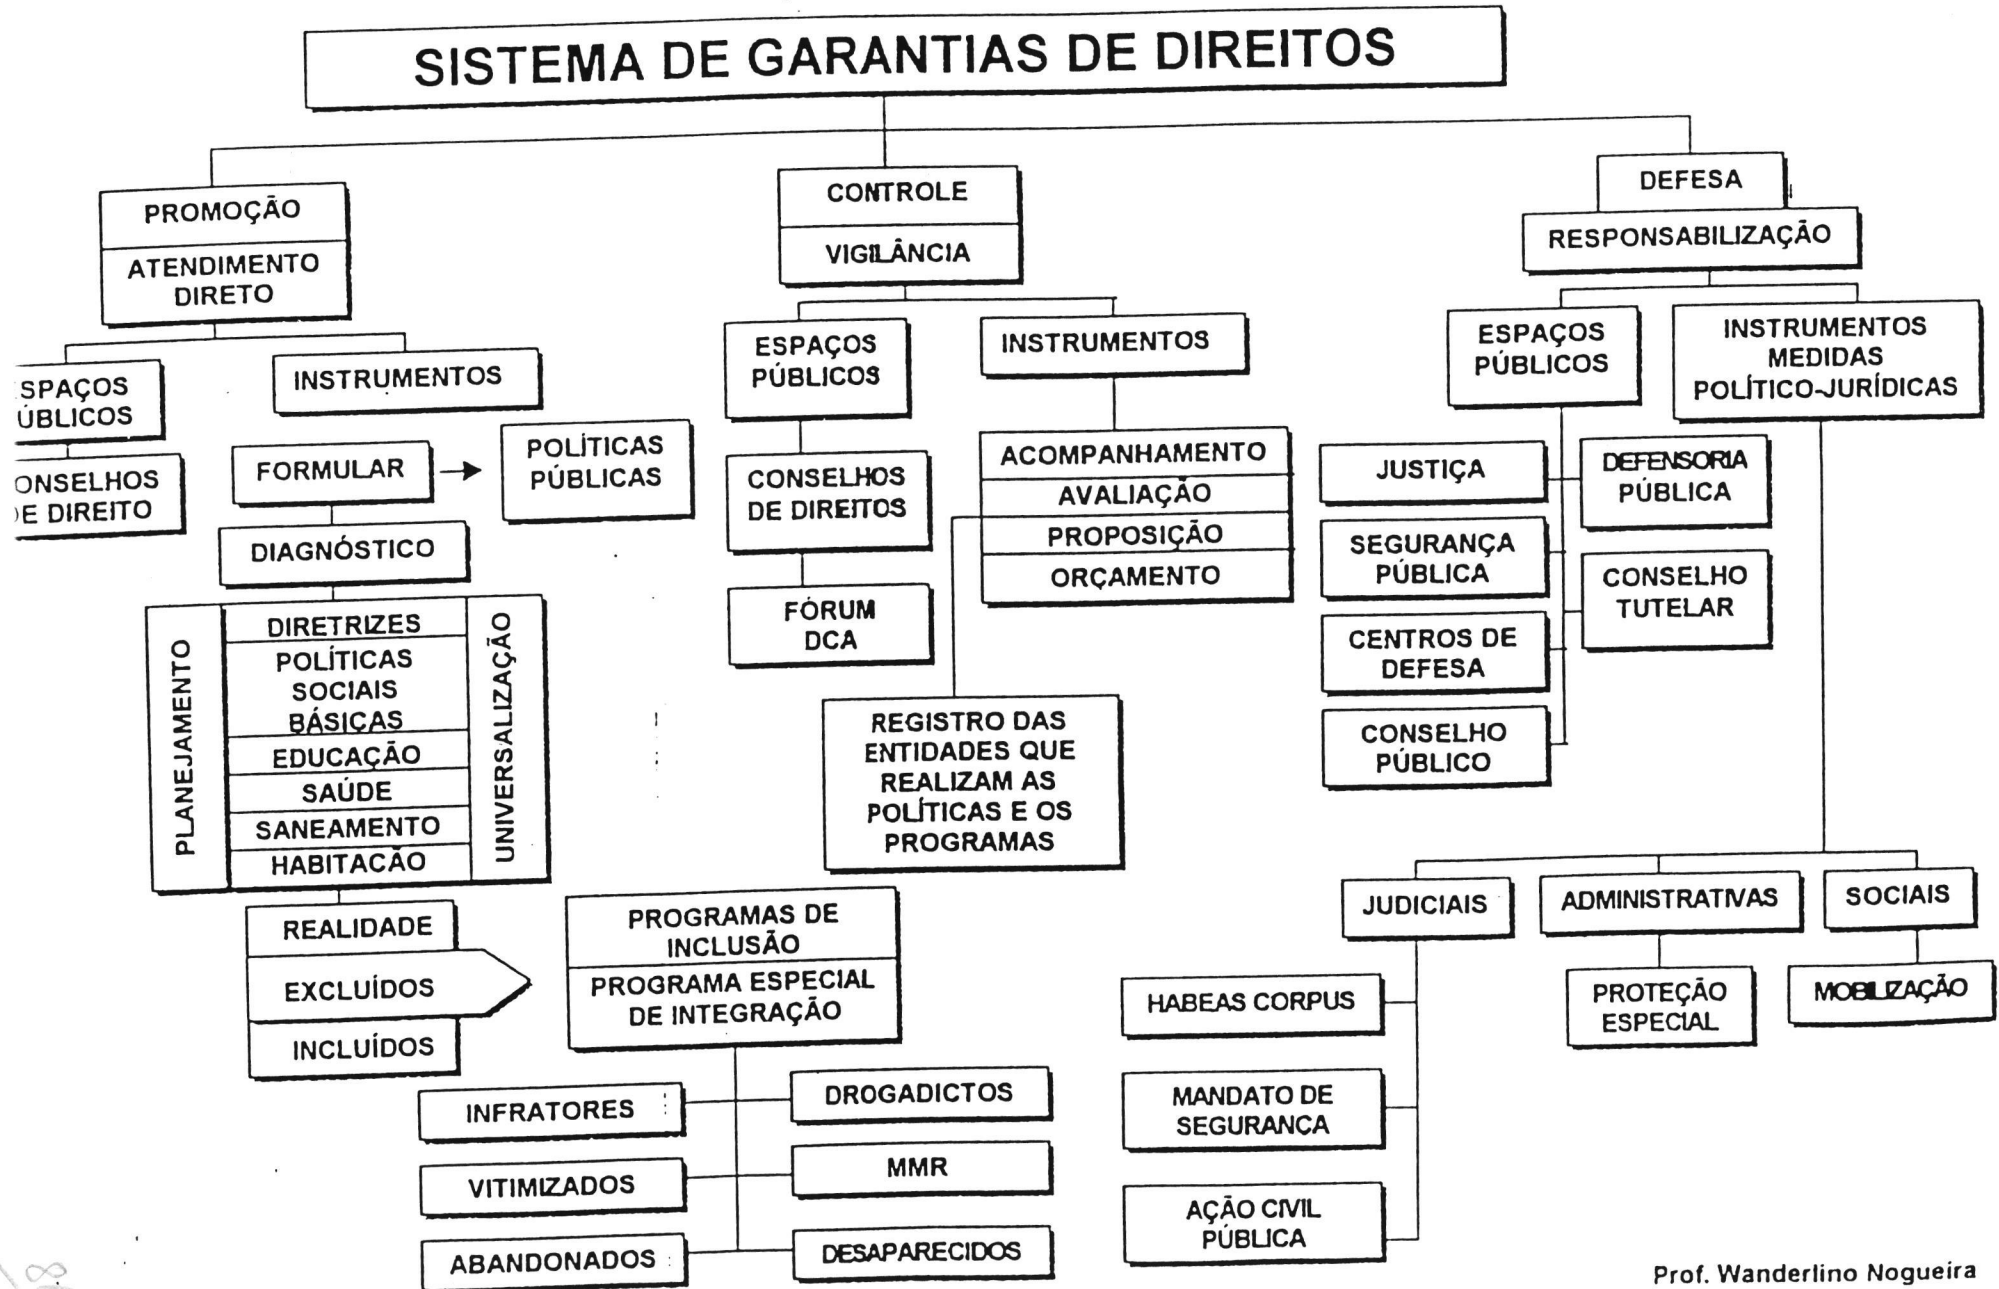 SISTEMA DE GARANTIAS DE DIREITOS
PROMOÇÃO
ATENDIMENTO
DIRETO
SPAÇOS
ÚBLICOS
ONSELHOS
DE DIREITO
INSTRUMENTOS
FORMULAR
POLÍTICAS
PÚBLICAS
DIAGNÓSTICO
PLANEJAMENTO
DIRETRIZES
POLÍTICAS
SOCIAIS
BÁSIÇAS
EDUCAÇÃO
SAÚDE
SANEAMENTO
HABITACÃO
UNIVERSALIZAÇÃO
REALIDADE
EXCLUÍDOS
INCLUÍDOS
PROGRAMAS DE
INCLUSÃO
PROGRAMA ESPECIAL
DE INTEGRAÇÃO
INFRATORES
DROGADICTOS
VITIMIZADOS
MMR
ABANDONADOS
DESAPARECIDOS
CONTROLE
VIGILÂNCIA
ESPAÇOS
PÚBLICOS
CONSELHOS
DE DIREITOS
FÓRUM
DCA
INSTRUMENTOS
ACOMPANHAMENTO
AVALIAÇÃO
PROPOSIÇÃO
ORÇAMENTO
REGISTRO DAS
ENTIDADES QUE
REALIZAM AS
POLÍTICAS E OS
PROGRAMAS
DEFESA
RESPONSABILIZAÇÃO
ESPAÇOS
PÚBLICOS
JUSTIÇA
DEFENSORIA
PÚBLICA
SEGURANÇA
PÚBLICA
CONSELHO
TUTELAR
CENTROS DE
DEFESA
CONSELHO
PÚBLICO
INSTRUMENTOS
MEDIDAS
POLÍTICO-JURÍDICAS
JUDICIAIS
HABEAS CORPUS
MANDATO DE
SEGURANCA
AÇÃO CIVIL
PÚBLICA
ADMINISTRATIVAS
PROTEÇÃO
ESPECIAL
SOCIAIS
MOBILIZAÇÃO
Prof. Wanderlino Nogueira